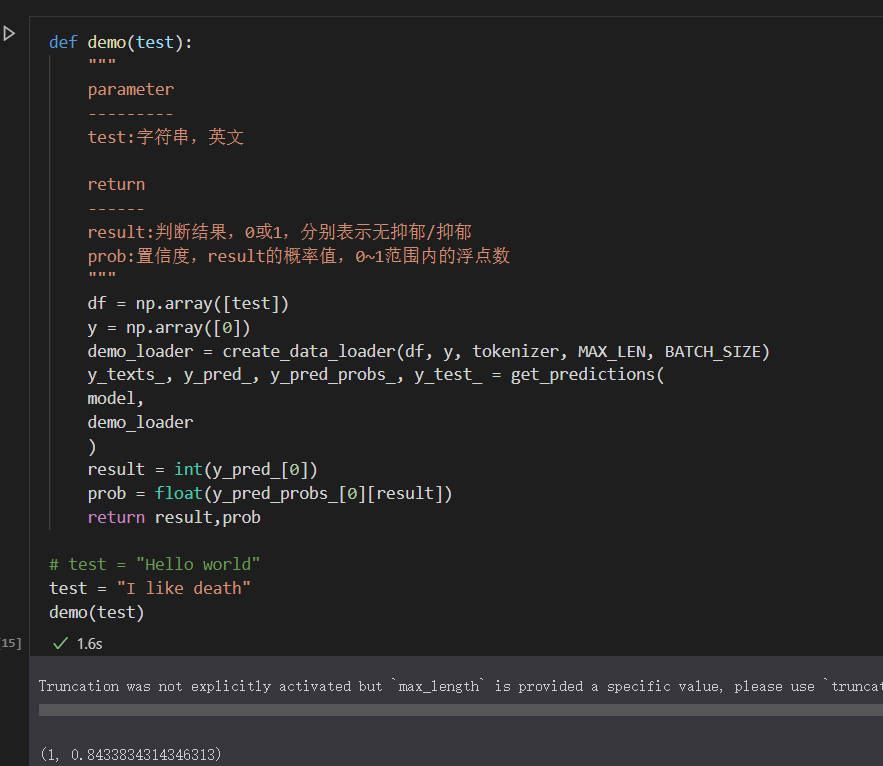 def demo(test):
"""
parameter
---------
test:字符串，英文
return
------
result:判断结果，0或1，分别表示无抑郁/抑郁
prob:置信度，result的概率值，0~1范围内的浮点数
"""
df = np.array([test])
y = np.array([0])
demo_loader = create_data_loader(df, y, tokenizer, MAX_LEN, BATCH_SIZE)
y_texts_, y_pred_, y_pred_probs_, y_test_ = get_predictions(
model,
demo_loader
)
result = int(y_pred_[0])
prob = float(y_pred_probs_[0][result])
return result,prob
# test = "Hello world"
test = "I like death"
demo(test)
15]
1.6s
Truncation was not explicitly activated but `max_length` is provided a specific value, please use `truncat
(1, 0.8433834314346313)